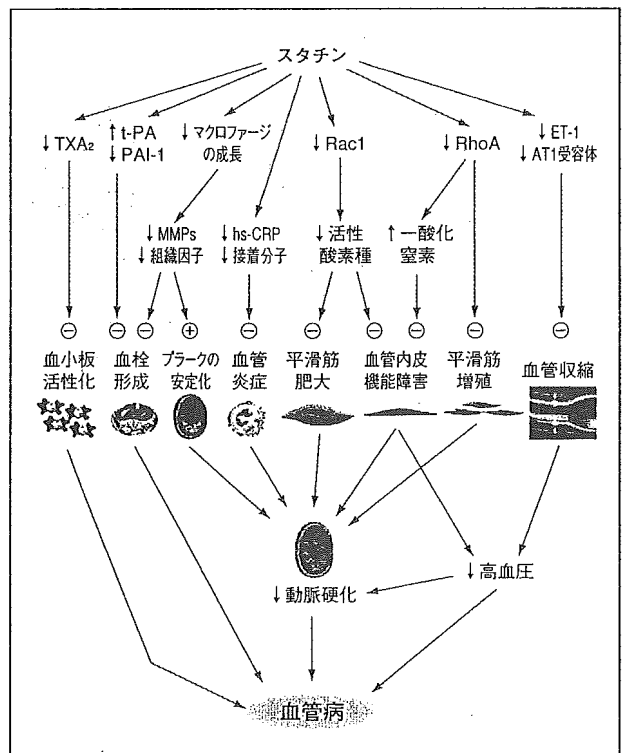 スタチン
↓TXA₂
↑t-PA
↓PAI-1
↓マクロファージ
の成長
↓Rac1
↓RhoA
↓ET-1
↓AT1受容体
↓MMPs
↓組織因子
↓hs-CRP
↓接着分子
↓活性
酸素種
↑一酸化
窒素
⊖ ⊖ ⊖ ⊕ ⊖ ⊖ ⊖ ⊖ ⊖ ⊖
血小板
活性化
血栓
形成
プラークの
安定化
血管
炎症
平滑筋
肥大
血管内皮
機能障害
平滑筋
増殖
血管収縮
↓動脈硬化
↓高血圧
血管病